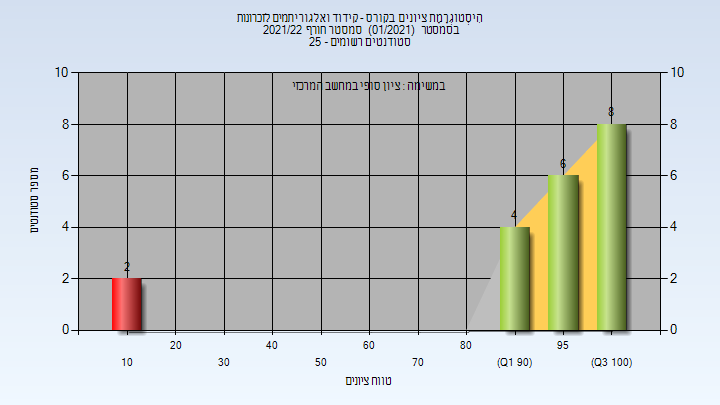 היסטוגרמת ציונים בקורס - קידוד ואלגוריתמים לזכרונות
בסמסטר (01/2021) סמסטר חורף 2021/22
סטודנטים רשומים - 25
במשימה : ציון סופי במחשב המרכזי
10 10
8 8
6 6
4 4
2 2
0 0
2 4 6 8
מספר סטודנטים
20 40 60 80 95
10 30 50 70 (Q1 90) (Q3 100)
טווח ציונים